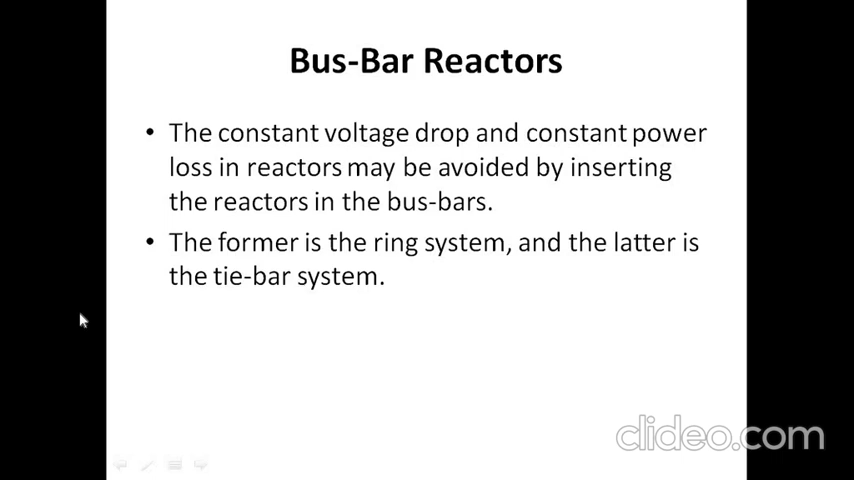 Bus-Bar Reactors
• The constant voltage drop and constant power
loss in reactors may be avoided by inserting
the reactors in the bus-bars.
• The former is the ring system, and the latter is
the tie-bar system.
clideo.com